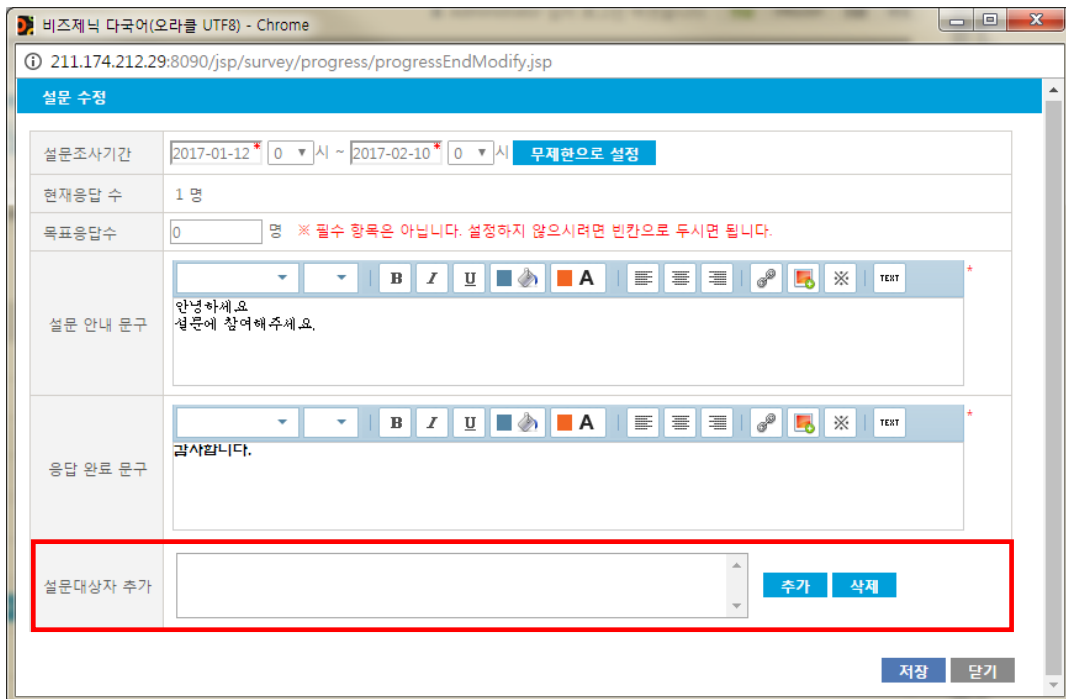 비즈제닉 다국어(오라클 UTF8) - Chrome
211.174.212.29:8090/jsp/survey/progress/progressEndModify.jsp
설문 수정
설문조사기간 2017-01-12 * 0 시 ~ 2017-02-10 * 0 시 무제한으로 설정
현재응답 수 1 명
목표응답수 0 명 ※ 필수 항목은 아닙니다. 설정하지 않으시려면 빈칸으로 두시면 됩니다.
B I U A ※ TEXT *
안녕하세요
설문 안내 문구 설문에 참여해주세요.
B I U A ※ TEXT *
감사합니다.
응답 완료 문구
설문대상자 추가 추가 삭제
저장 닫기